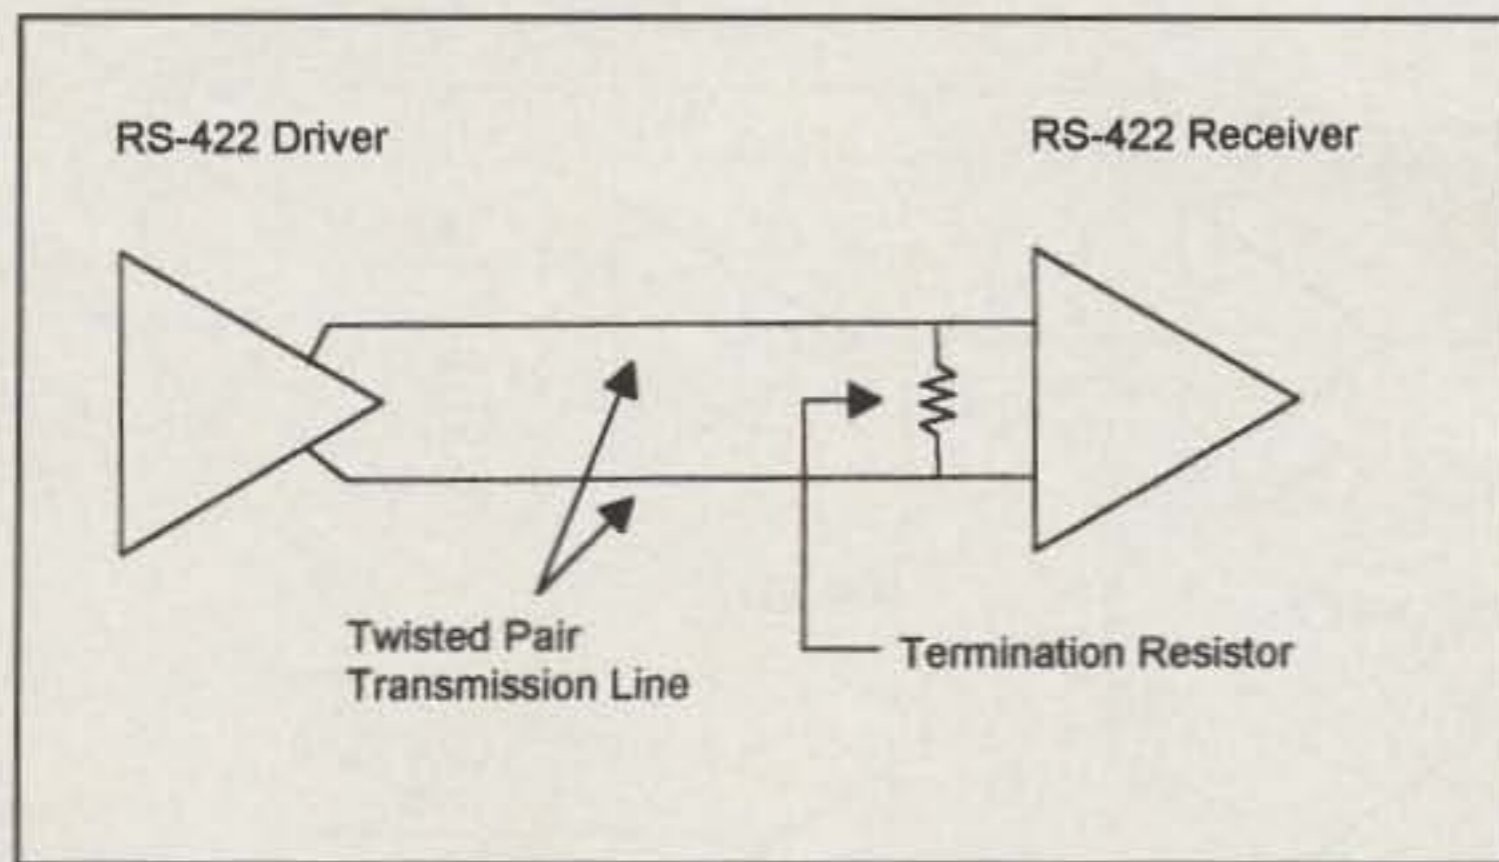 RS-422 Driver
RS-422 Receiver
Twisted Pair
Transmission Line
Termination Resistor